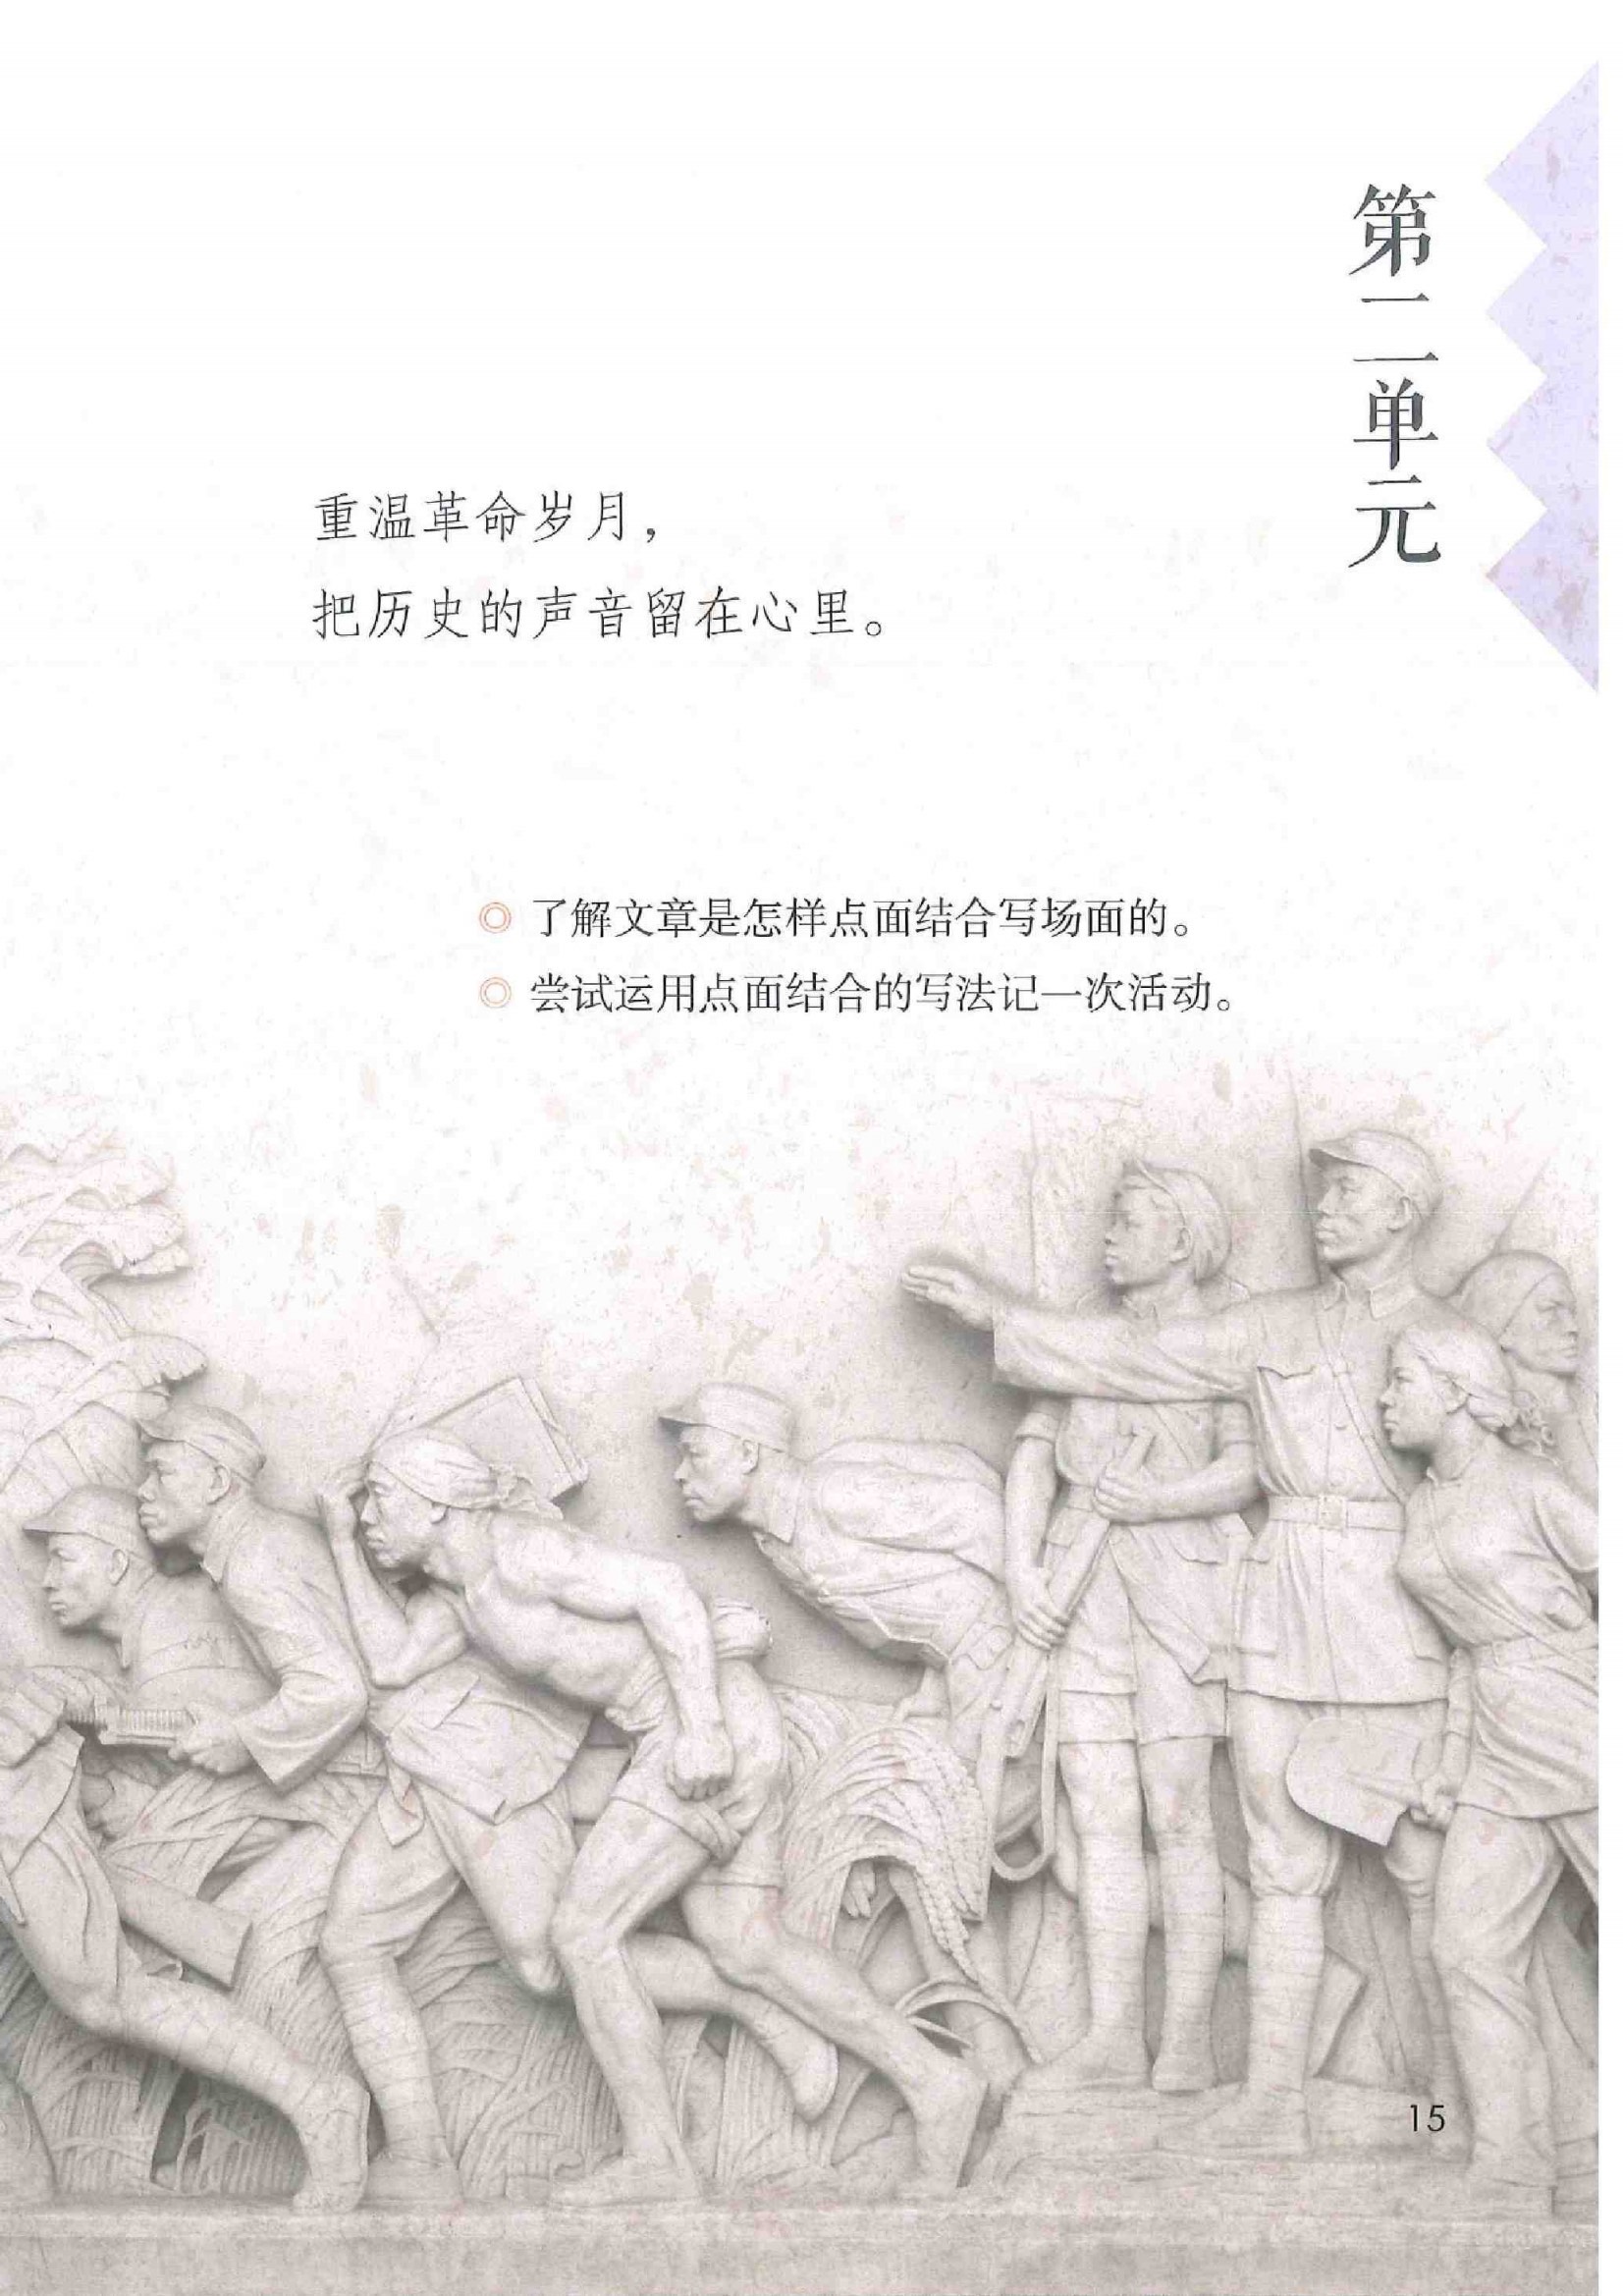 第二单元
重温革命岁月，
把历史的声音留在心里。
◎ 了解文章是怎样点面结合写场面的。
◎ 尝试运用点面结合的写法记一次活动。
15